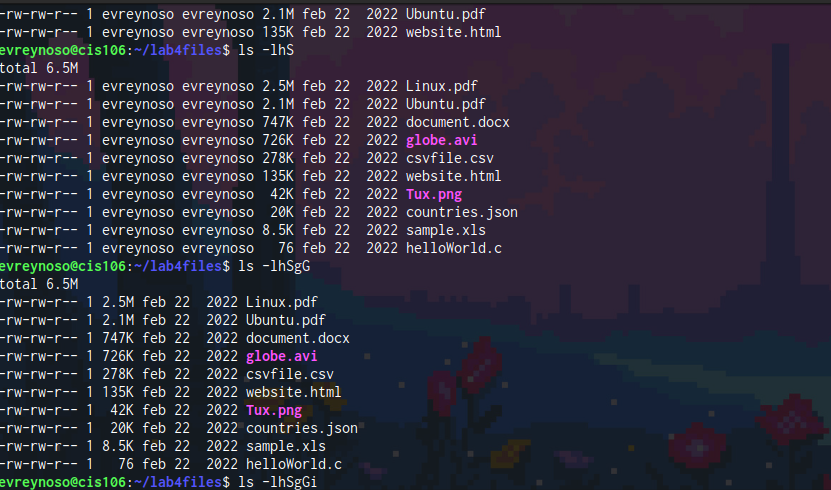 -rw-rw-r-- 1 evreynoso evreynoso 2.1M feb 22  2022 Ubuntu.pdf
-rw-rw-r-- 1 evreynoso evreynoso 135K feb 22  2022 website.html
evreynoso@cis106:~/lab4files$ ls -lhS
total 6.5M
-rw-rw-r-- 1 evreynoso evreynoso 2.5M feb 22  2022 Linux.pdf
-rw-rw-r-- 1 evreynoso evreynoso 2.1M feb 22  2022 Ubuntu.pdf
-rw-rw-r-- 1 evreynoso evreynoso 747K feb 22  2022 document.docx
-rw-rw-r-- 1 evreynoso evreynoso 726K feb 22  2022 globe.avi
-rw-rw-r-- 1 evreynoso evreynoso 278K feb 22  2022 csvfile.csv
-rw-rw-r-- 1 evreynoso evreynoso 135K feb 22  2022 website.html
-rw-rw-r-- 1 evreynoso evreynoso  42K feb 22  2022 Tux.png
-rw-rw-r-- 1 evreynoso evreynoso  20K feb 22  2022 countries.json
-rw-rw-r-- 1 evreynoso evreynoso 8.5K feb 22  2022 sample.xls
-rw-rw-r-- 1 evreynoso evreynoso   76 feb 22  2022 helloWorld.c
evreynoso@cis106:~/lab4files$ ls -lhSgG
total 6.5M
-rw-rw-r-- 1 2.5M feb 22  2022 Linux.pdf
-rw-rw-r-- 1 2.1M feb 22  2022 Ubuntu.pdf
-rw-rw-r-- 1 747K feb 22  2022 document.docx
-rw-rw-r-- 1 726K feb 22  2022 globe.avi
-rw-rw-r-- 1 278K feb 22  2022 csvfile.csv
-rw-rw-r-- 1 135K feb 22  2022 website.html
-rw-rw-r-- 1  42K feb 22  2022 Tux.png
-rw-rw-r-- 1  20K feb 22  2022 countries.json
-rw-rw-r-- 1 8.5K feb 22  2022 sample.xls
-rw-rw-r-- 1   76 feb 22  2022 helloWorld.c
evreynoso@cis106:~/lab4files$ ls -lhSgGi